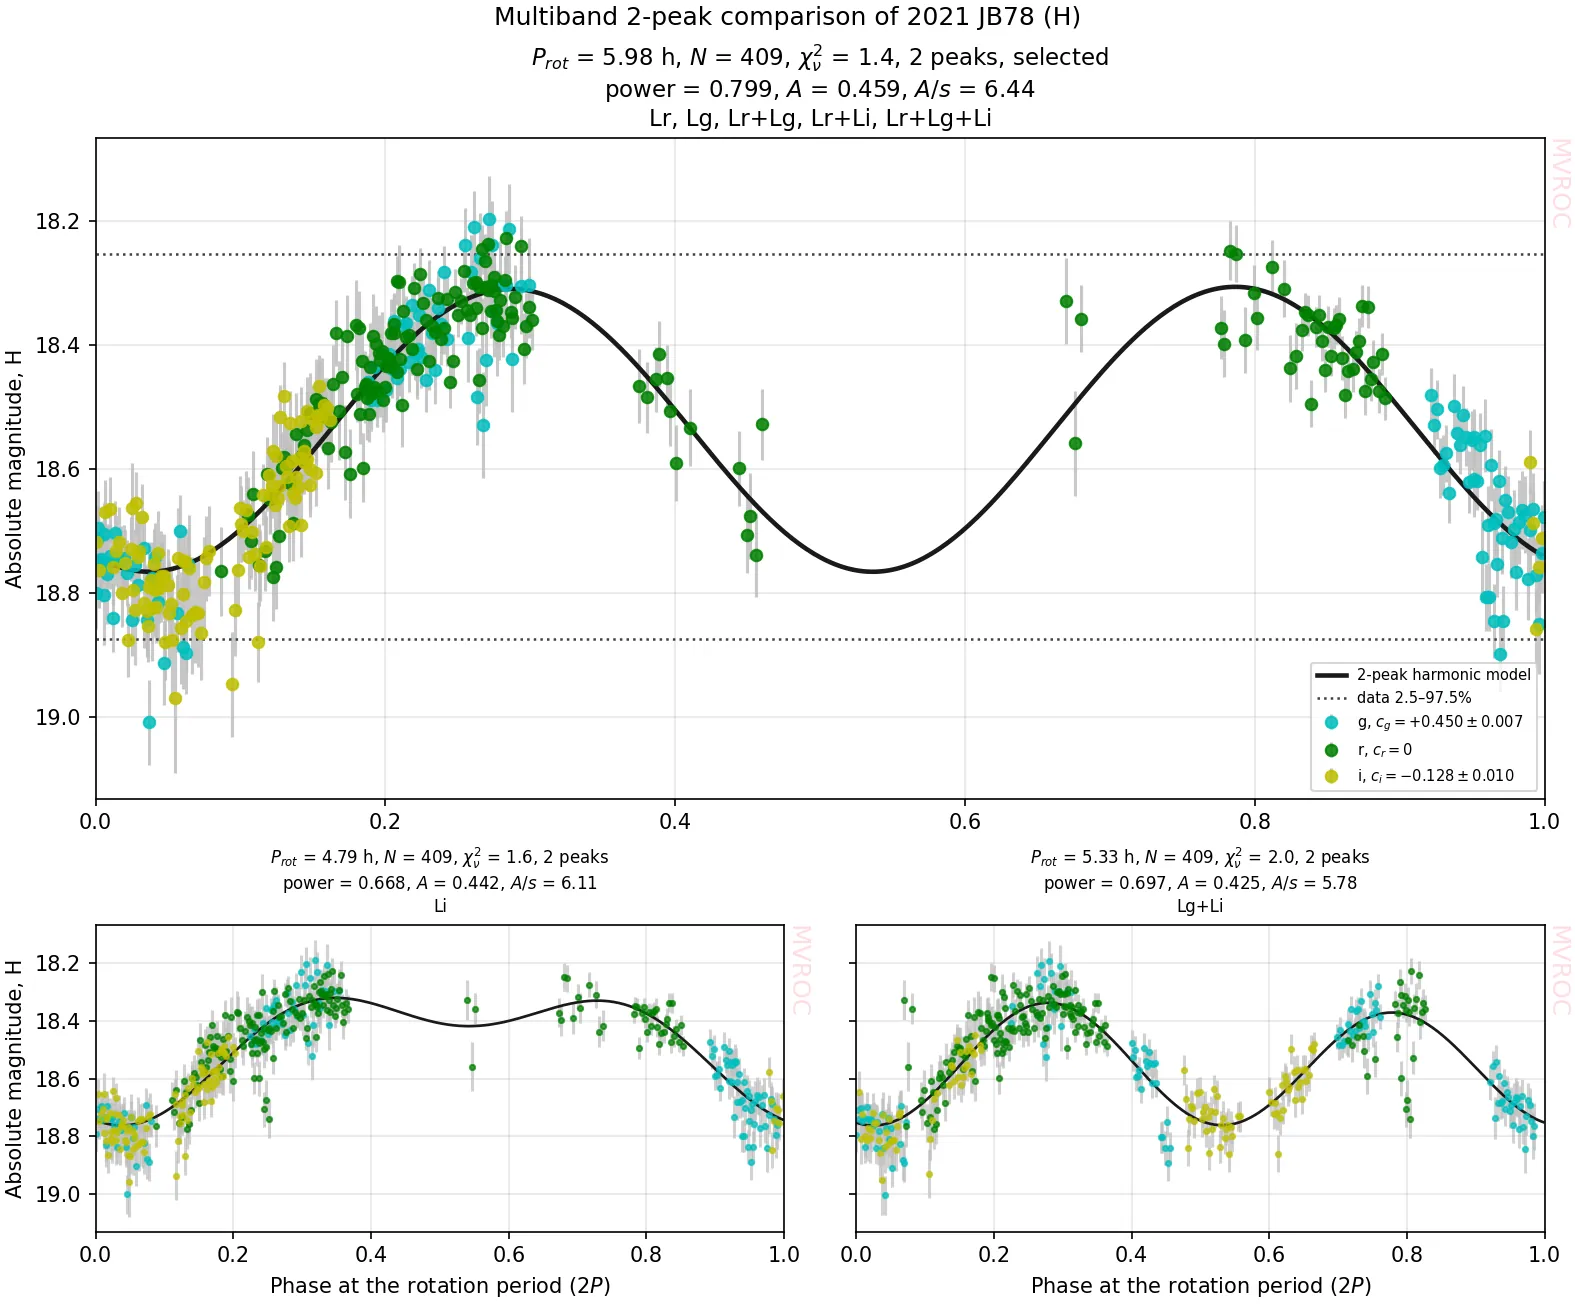 Multiband 2-peak comparison of 2021 JB78 (H)
P_rot = 5.98 h, N = 409, χ²_ν = 1.4, 2 peaks, selected
power = 0.799, A = 0.459, A/s = 6.44
Lr, Lg, Lr+Lg, Lr+Li, Lr+Lg+Li
MVROC
Absolute magnitude, H
18.2
18.4
18.6
18.8
19.0
2-peak harmonic model
data 2.5–97.5%
g, c_g = +0.450 ± 0.007
r, c_r = 0
i, c_i = −0.128 ± 0.010
0.0 0.2 0.4 0.6 0.8 1.0
P_rot = 4.79 h, N = 409, χ²_ν = 1.6, 2 peaks
power = 0.668, A = 0.442, A/s = 6.11
Li
MVROC
Absolute magnitude, H
18.2
18.4
18.6
18.8
19.0
0.0 0.2 0.4 0.6 0.8 1.0
Phase at the rotation period (2P)
P_rot = 5.33 h, N = 409, χ²_ν = 2.0, 2 peaks
power = 0.697, A = 0.425, A/s = 5.78
Lg+Li
MVROC
0.0 0.2 0.4 0.6 0.8 1.0
Phase at the rotation period (2P)